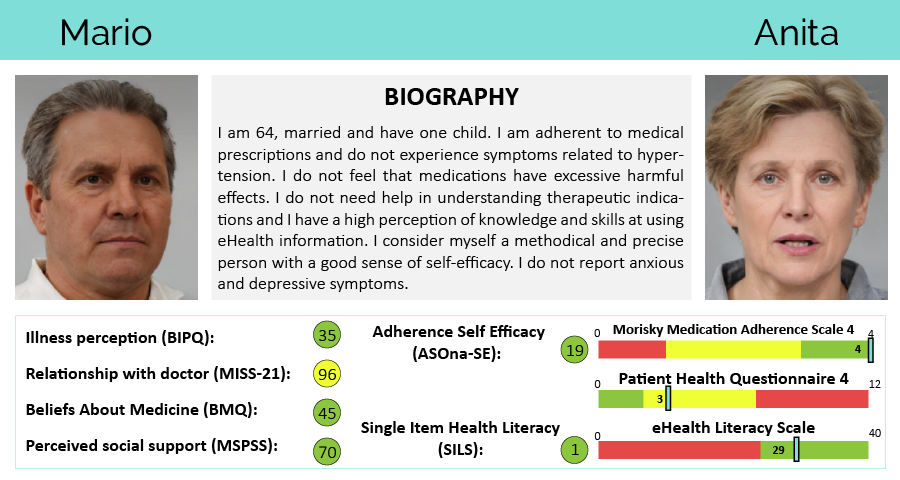 Mario
Anita
BIOGRAPHY
I am 64, married and have one child. I am adherent to medical
prescriptions and do not experience symptoms related to hyper-
tension. I do not feel that medications have excessive harmful
effects. I do not need help in understanding therapeutic indica-
tions and I have a high perception of knowledge and skills at using
eHealth information. I consider myself a methodical and precise
person with a good sense of self-efficacy. I do not report anxious
and depressive symptoms.
Illness perception (BIPQ): 35
Relationship with doctor (MISS-21): 96
Beliefs About Medicine (BMQ): 45
Perceived social support (MSPSS): 70
Adherence Self Efficacy
(ASOna-SE): 19
Single Item Health Literacy
(SILS): 1
0 Morisky Medication Adherence Scale 4 4
4
0 Patient Health Questionnaire 4 12
3
0 eHealth Literacy Scale 40
29